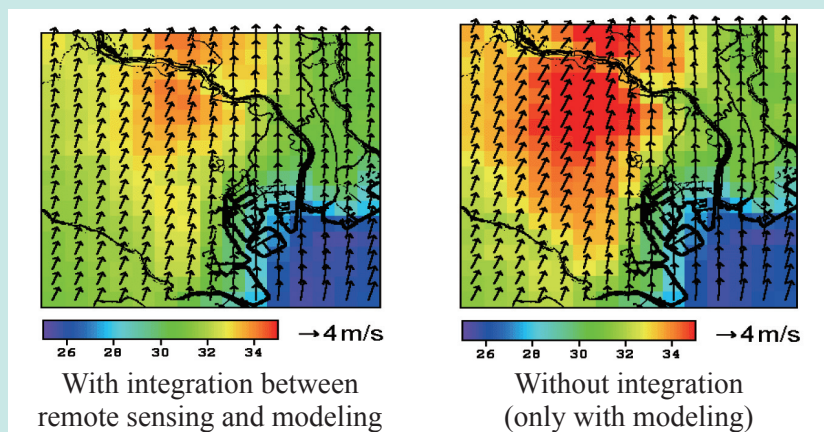 26 28 30 32 34 →4 m/s
With integration between
remote sensing and modeling
26 28 30 32 34 →4 m/s
Without integration
(only with modeling)